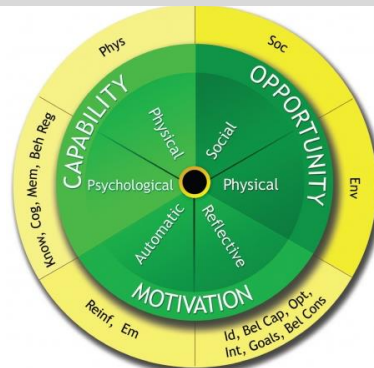 Phys
Soc
CAPABILITY
OPPORTUNITY
Physical
Social
Know, Cog, Mem, Beh Reg
Psychological
Physical
Env
Automatic
Reflective
MOTIVATION
Reinf, Em
Id, Bel Cap, Opt,
Int, Goals, Bel Cons